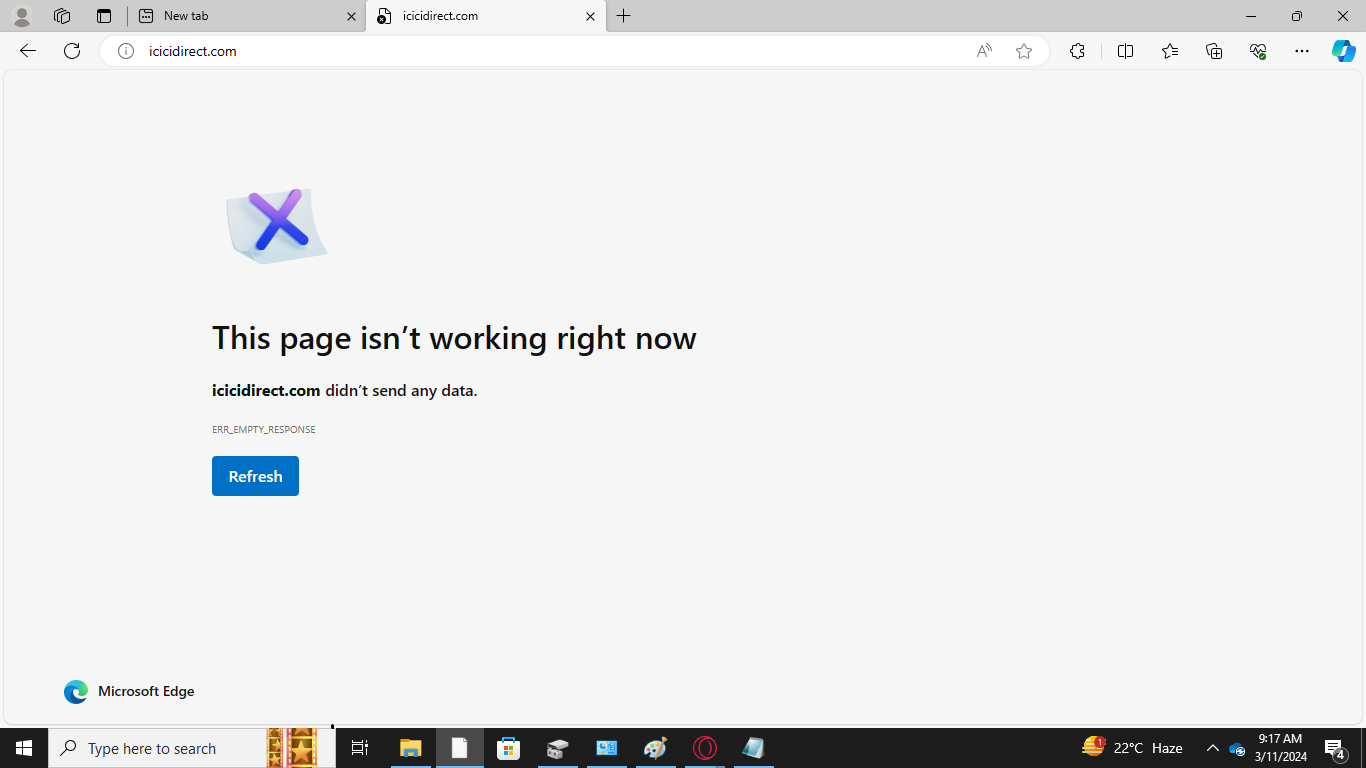 New tab
icicidirect.com
icicidirect.com
This page isn’t working right now
icicidirect.com didn’t send any data.
ERR_EMPTY_RESPONSE
Refresh
Microsoft Edge
Type here to search
1
22°C Haze
9:17 AM
3/11/2024
4